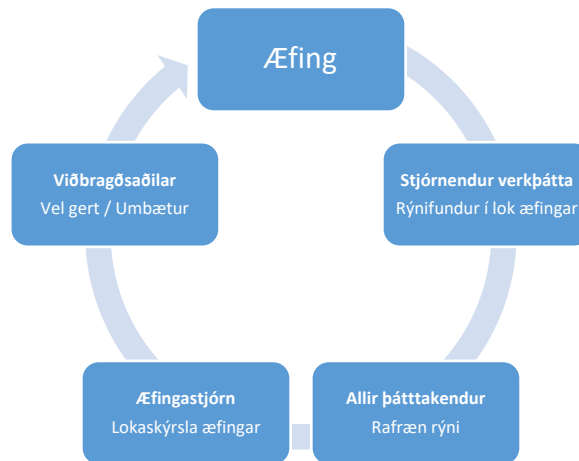 Æfing
Stjórnendur verkþátta
Rýnifundur í lok æfingar
Allir þátttakendur
Rafræn rýni
Æfingastjórn
Lokaskýrsla æfingar
Viðbragðsaðilar
Vel gert / Umbætur